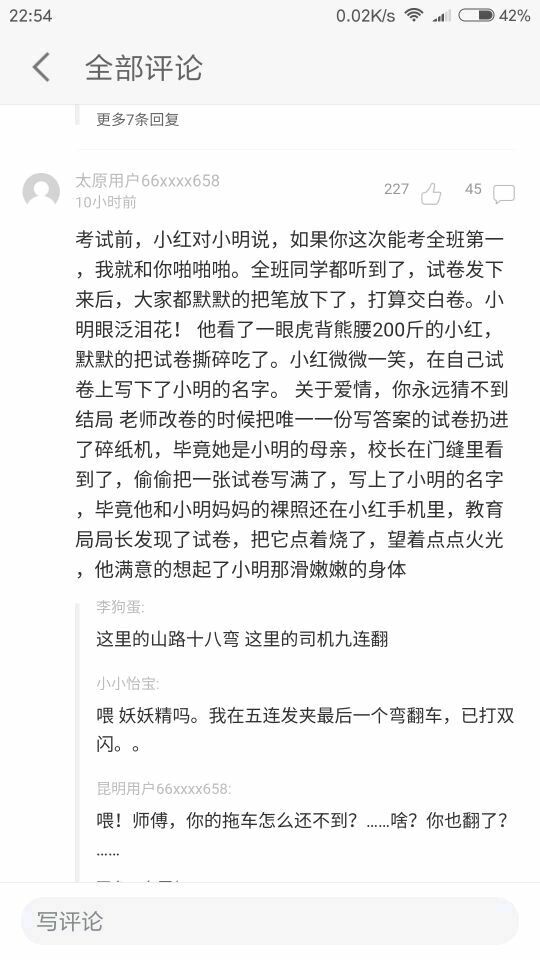 22:54 0.02K/s 42%
全部评论
更多7条回复
太原用户66xxxx658
10小时前
227 45
考试前，小红对小明说，如果你这次能考全班第一
，我就和你啪啪啪。全班同学都听到了，试卷发下
来后，大家都默默的把笔放下了，打算交白卷。小
明眼泛泪花！ 他看了一眼虎背熊腰200斤的小红，
默默的把试卷撕碎吃了。小红微微一笑，在自己试
卷上写下了小明的名字。 关于爱情，你永远猜不到
结局 老师改卷的时候把唯一一份写答案的试卷扔进
了碎纸机，毕竟她是小明的母亲，校长在门缝里看
到了，偷偷把一张试卷写满了，写上了小明的名字
，毕竟他和小明妈妈的裸照还在小红手机里，教育
局局长发现了试卷，把它点着烧了，望着点点火光
，他满意的想起了小明那滑嫩嫩的身体
李狗蛋:
这里的山路十八弯 这里的司机九连翻
小小怡宝:
喂 妖妖精吗。我在五连发夹最后一个弯翻车，已打双
闪。。
昆明用户66xxxx658:
喂！师傅，你的拖车怎么还不到？……啥？你也翻了？
……
写评论